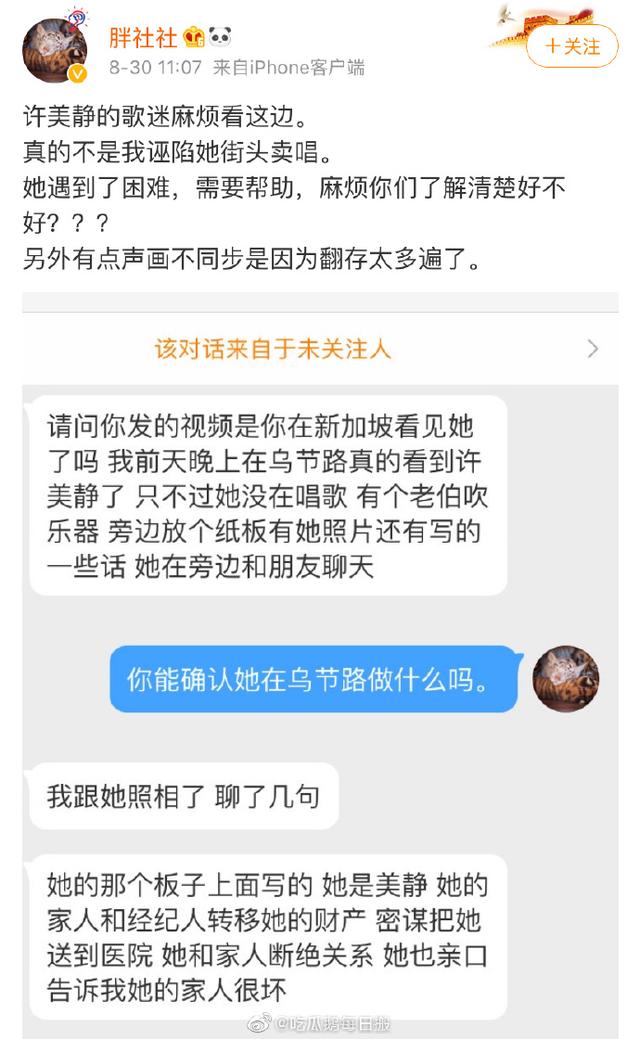 胖社社
+关注
8-30 11:07 来自iPhone客户端
许美静的歌迷麻烦看这边。
真的不是我诬陷她街头卖唱。
她遇到了困难，需要帮助，麻烦你们了解清楚好不
好？？？
另外有点声画不同步是因为翻存太多遍了。
该对话来自于未关注人
请问你发的视频是你在新加坡看见她
了吗 我前天晚上在乌节路真的看到许
美静了 只不过她没在唱歌 有个老伯吹
乐器 旁边放个纸板有她照片还有写的
一些话 她在旁边和朋友聊天
你能确认她在乌节路做什么吗。
我跟她照相了 聊了几句
她的那个板子上面写的 她是美静 她的
家人和经纪人转移她的财产 密谋把她
送到医院 她和家人断绝关系 她也亲口
告诉我她的家人很坏
@吃瓜鹅每日搬